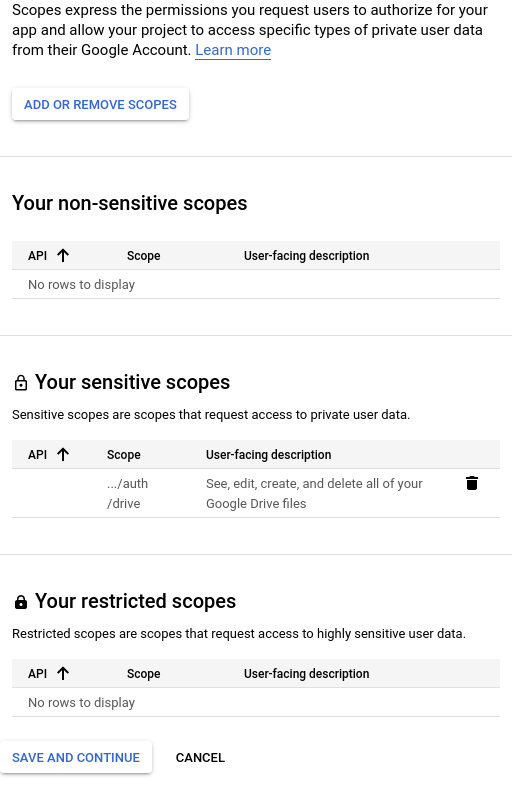 Scopes express the permissions you request users to authorize for your
app and allow your project to access specific types of private user data
from their Google Account. Learn more
ADD OR REMOVE SCOPES
Your non-sensitive scopes
API Scope User-facing description
No rows to display
Your sensitive scopes
Sensitive scopes are scopes that request access to private user data.
API Scope User-facing description
.../auth See, edit, create, and delete all of your
/drive Google Drive files
Your restricted scopes
Restricted scopes are scopes that request access to highly sensitive user data.
API Scope User-facing description
No rows to display
SAVE AND CONTINUE CANCEL